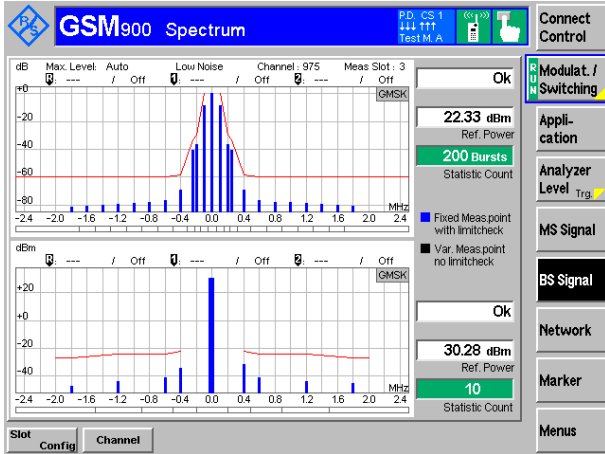 R S
GSM900 Spectrum
P.D. CS 1
↓↓↓ ↑↑↑
Test M. A
Connect
Control
dB Max. Level: Auto Low Noise Channel : 975 Meas Slot : 3
R: --- / Off 1: --- / Off 2: --- / Off
GMSK
+0
-20
-40
-60
-80
MHz
-2.4 -2.0 -1.6 -1.2 -0.8 -0.4 0.0 0.4 0.8 1.2 1.6 2.0 2.4
Ok
22.33 dBm
Ref. Power
200 Bursts
Statistic Count
Fixed Meas.point
with limitcheck
Var. Meas.point
no limitcheck
dBm
R: --- / Off 1: --- / Off 2: --- / Off
GMSK
+20
+0
-20
-40
MHz
-2.4 -2.0 -1.6 -1.2 -0.8 -0.4 0.0 0.4 0.8 1.2 1.6 2.0 2.4
Ok
30.28 dBm
Ref. Power
10
Statistic Count
RUN
Modulat. /
Switching
Appli-
cation
Analyzer
Level Trg.
MS Signal
BS Signal
Network
Marker
Menus
Slot
Config
Channel